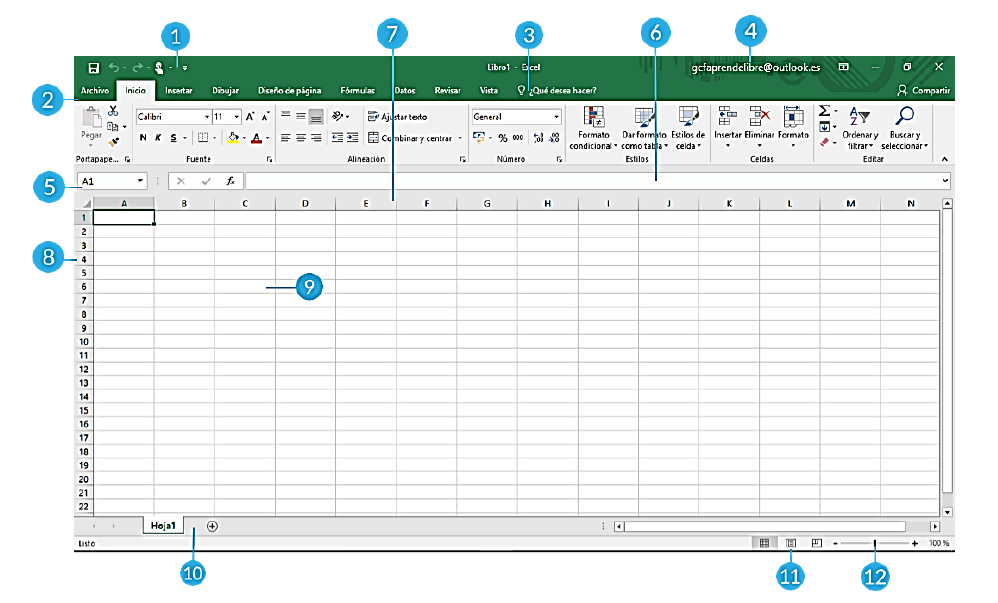 1 7 3 6 4
Libro1 - Excel gcfaprendelibre@outlook.es
2 Archivo Inicio Insertar Dibujar Diseño de página Fórmulas Datos Revisar Vista ¿Qué desea hacer? Compartir
Calibri 11 Ajustar texto General
Pegar N K S A Combinar y centrar % 000 Formato condicional Dar formato como tabla Estilos de celda Insertar Eliminar Formato Ordenar y filtrar Buscar y seleccionar
Portapape... Fuente Alineación Número Estilos Celdas Editar
5 A1 fx
A B C D E F G H I J K L M N
1
2
3
8 4
5
6 9
7
8
9
10
11
12
13
14
15
16
17
18
19
20
21
22
Hoja1
Listo 100 %
10 11 12